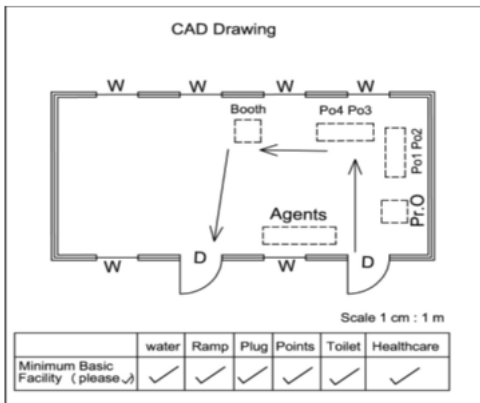 CAD Drawing
W W W W
Booth Po4 Po3
Po1 Po2
Pr.O
Agents
D D
W W
Scale 1 cm : 1 m
water Ramp Plug Points Toilet Healthcare
Minimum Basic
Facility ( please ✓)
✓ ✓ ✓ ✓ ✓ ✓